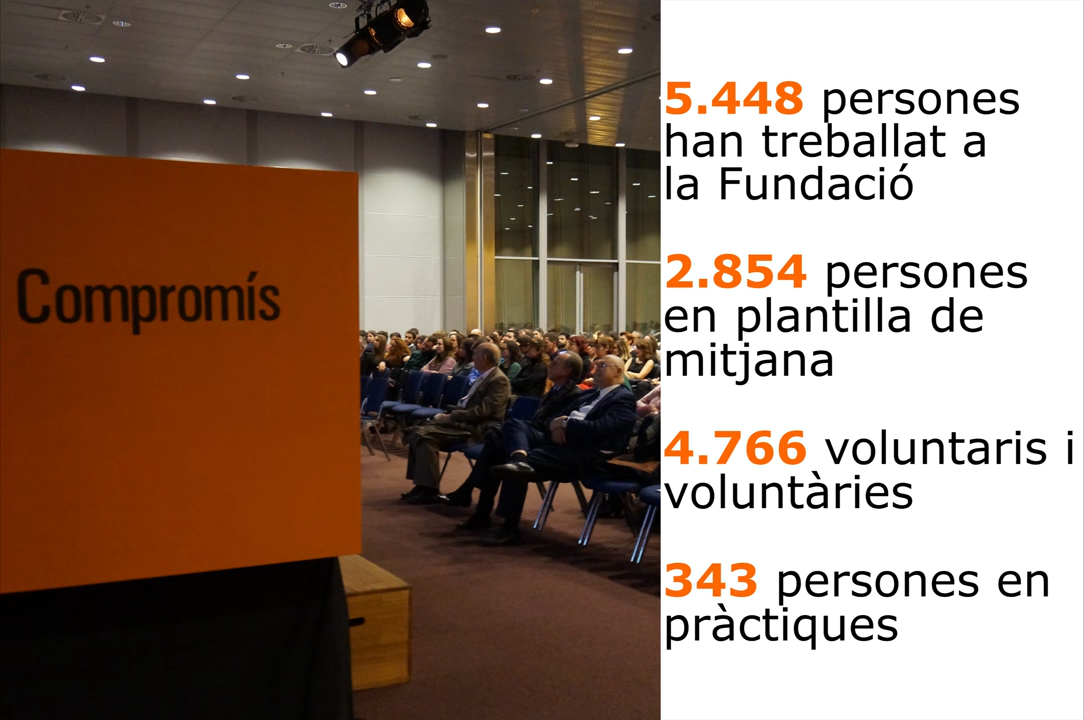 Compromís
5.448 persones
han treballat a
la Fundació
2.854 persones
en plantilla de
mitjana
4.766 voluntaris i
voluntàries
343 persones en
pràctiques